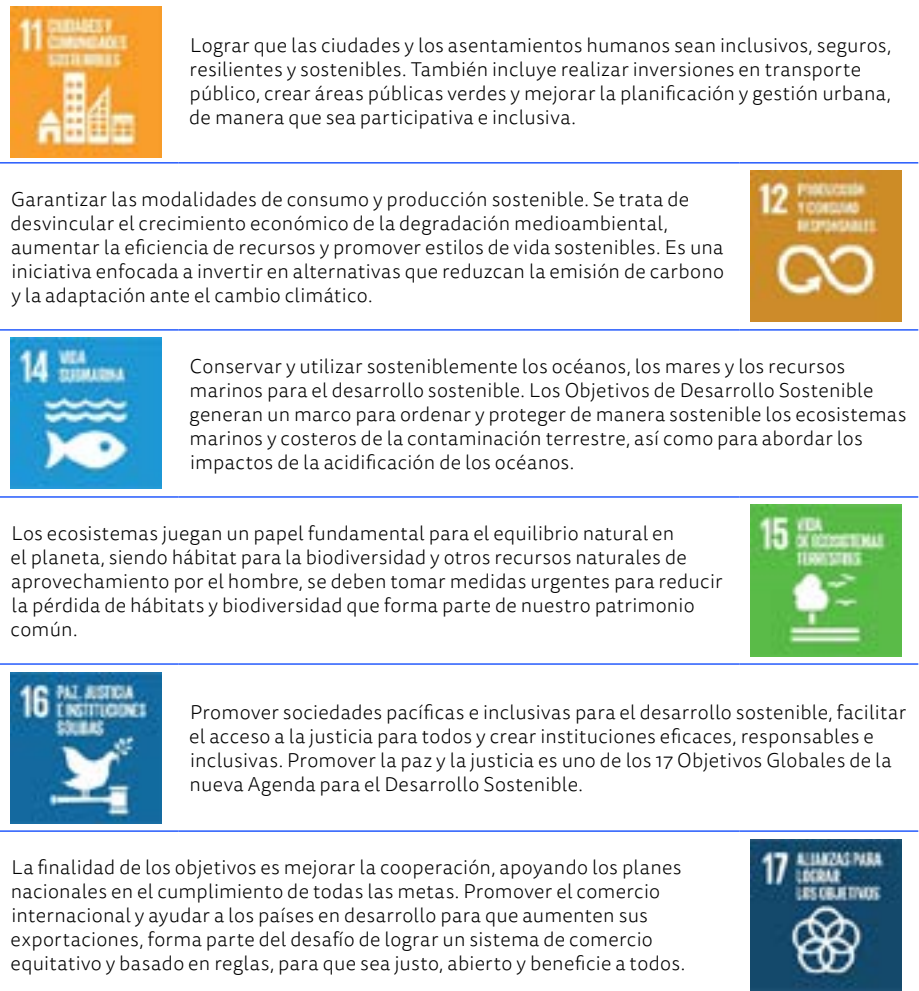 11 CIUDADES Y
COMUNIDADES
SOSTENIBLES
Lograr que las ciudades y los asentamientos humanos sean inclusivos, seguros,
resilientes y sostenibles. También incluye realizar inversiones en transporte
público, crear áreas públicas verdes y mejorar la planificación y gestión urbana,
de manera que sea participativa e inclusiva.
Garantizar las modalidades de consumo y producción sostenible. Se trata de
desvincular el crecimiento económico de la degradación medioambiental,
aumentar la eficiencia de recursos y promover estilos de vida sostenibles. Es una
iniciativa enfocada a invertir en alternativas que reduzcan la emisión de carbono
y la adaptación ante el cambio climático.
12 PRODUCCIÓN
Y CONSUMO
RESPONSABLES
14 VIDA
SUBMARINA
Conservar y utilizar sosteniblemente los océanos, los mares y los recursos
marinos para el desarrollo sostenible. Los Objetivos de Desarrollo Sostenible
generan un marco para ordenar y proteger de manera sostenible los ecosistemas
marinos y costeros de la contaminación terrestre, así como para abordar los
impactos de la acidificación de los océanos.
Los ecosistemas juegan un papel fundamental para el equilibrio natural en
el planeta, siendo hábitat para la biodiversidad y otros recursos naturales de
aprovechamiento por el hombre, se deben tomar medidas urgentes para reducir
la pérdida de hábitats y biodiversidad que forma parte de nuestro patrimonio
común.
15 VIDA
DE ECOSISTEMAS
TERRESTRES
16 PAZ, JUSTICIA
E INSTITUCIONES
SÓLIDAS
Promover sociedades pacíficas e inclusivas para el desarrollo sostenible, facilitar
el acceso a la justicia para todos y crear instituciones eficaces, responsables e
inclusivas. Promover la paz y la justicia es uno de los 17 Objetivos Globales de la
nueva Agenda para el Desarrollo Sostenible.
La finalidad de los objetivos es mejorar la cooperación, apoyando los planes
nacionales en el cumplimiento de todas las metas. Promover el comercio
internacional y ayudar a los países en desarrollo para que aumenten sus
exportaciones, forma parte del desafío de lograr un sistema de comercio
equitativo y basado en reglas, para que sea justo, abierto y beneficie a todos.
17 ALIANZAS PARA
LOGRAR
LOS OBJETIVOS